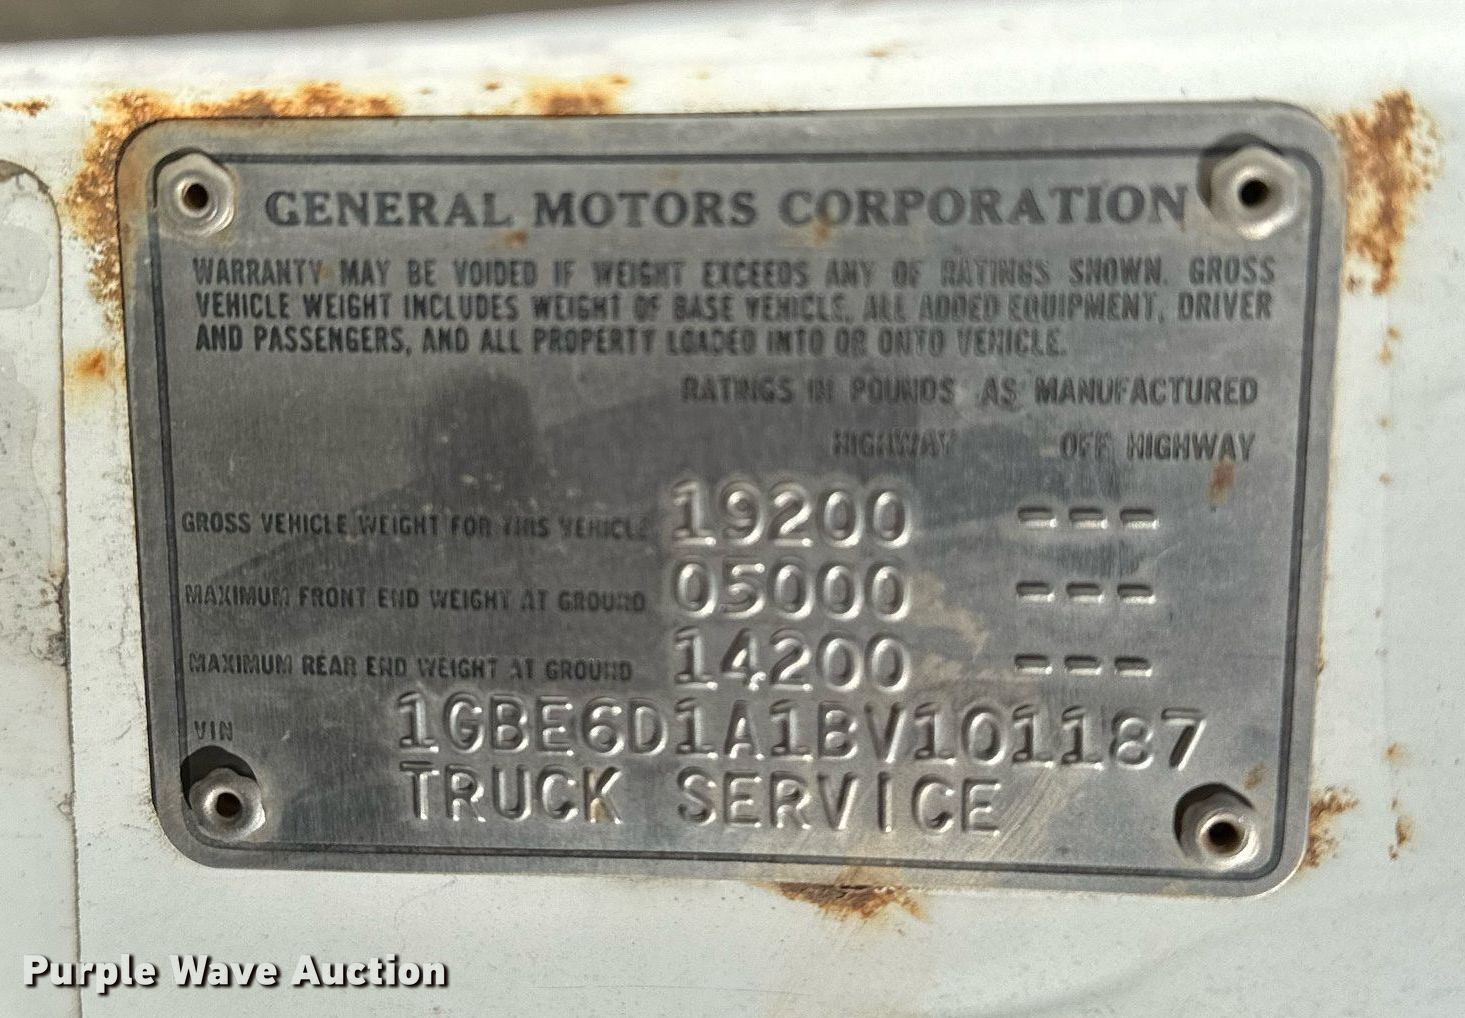 GENERAL MOTORS CORPORATION
WARRANTY MAY BE VOIDED IF WEIGHT EXCEEDS ANY OF RATINGS SHOWN. GROSS
VEHICLE WEIGHT INCLUDES WEIGHT OF BASE VEHICLE, ALL ADDED EQUIPMENT, DRIVER
AND PASSENGERS, AND ALL PROPERTY LOADED INTO OR ONTO VEHICLE.
RATINGS IN POUNDS AS MANUFACTURED
HIGHWAY OFF HIGHWAY
GROSS VEHICLE WEIGHT FOR THIS VEHICLE 19200 ---
MAXIMUM FRONT END WEIGHT AT GROUND 05000 ---
MAXIMUM REAR END WEIGHT AT GROUND 14200 ---
VIN 1GBE6D1A1BV101187
TRUCK SERVICE
Purple Wave Auction